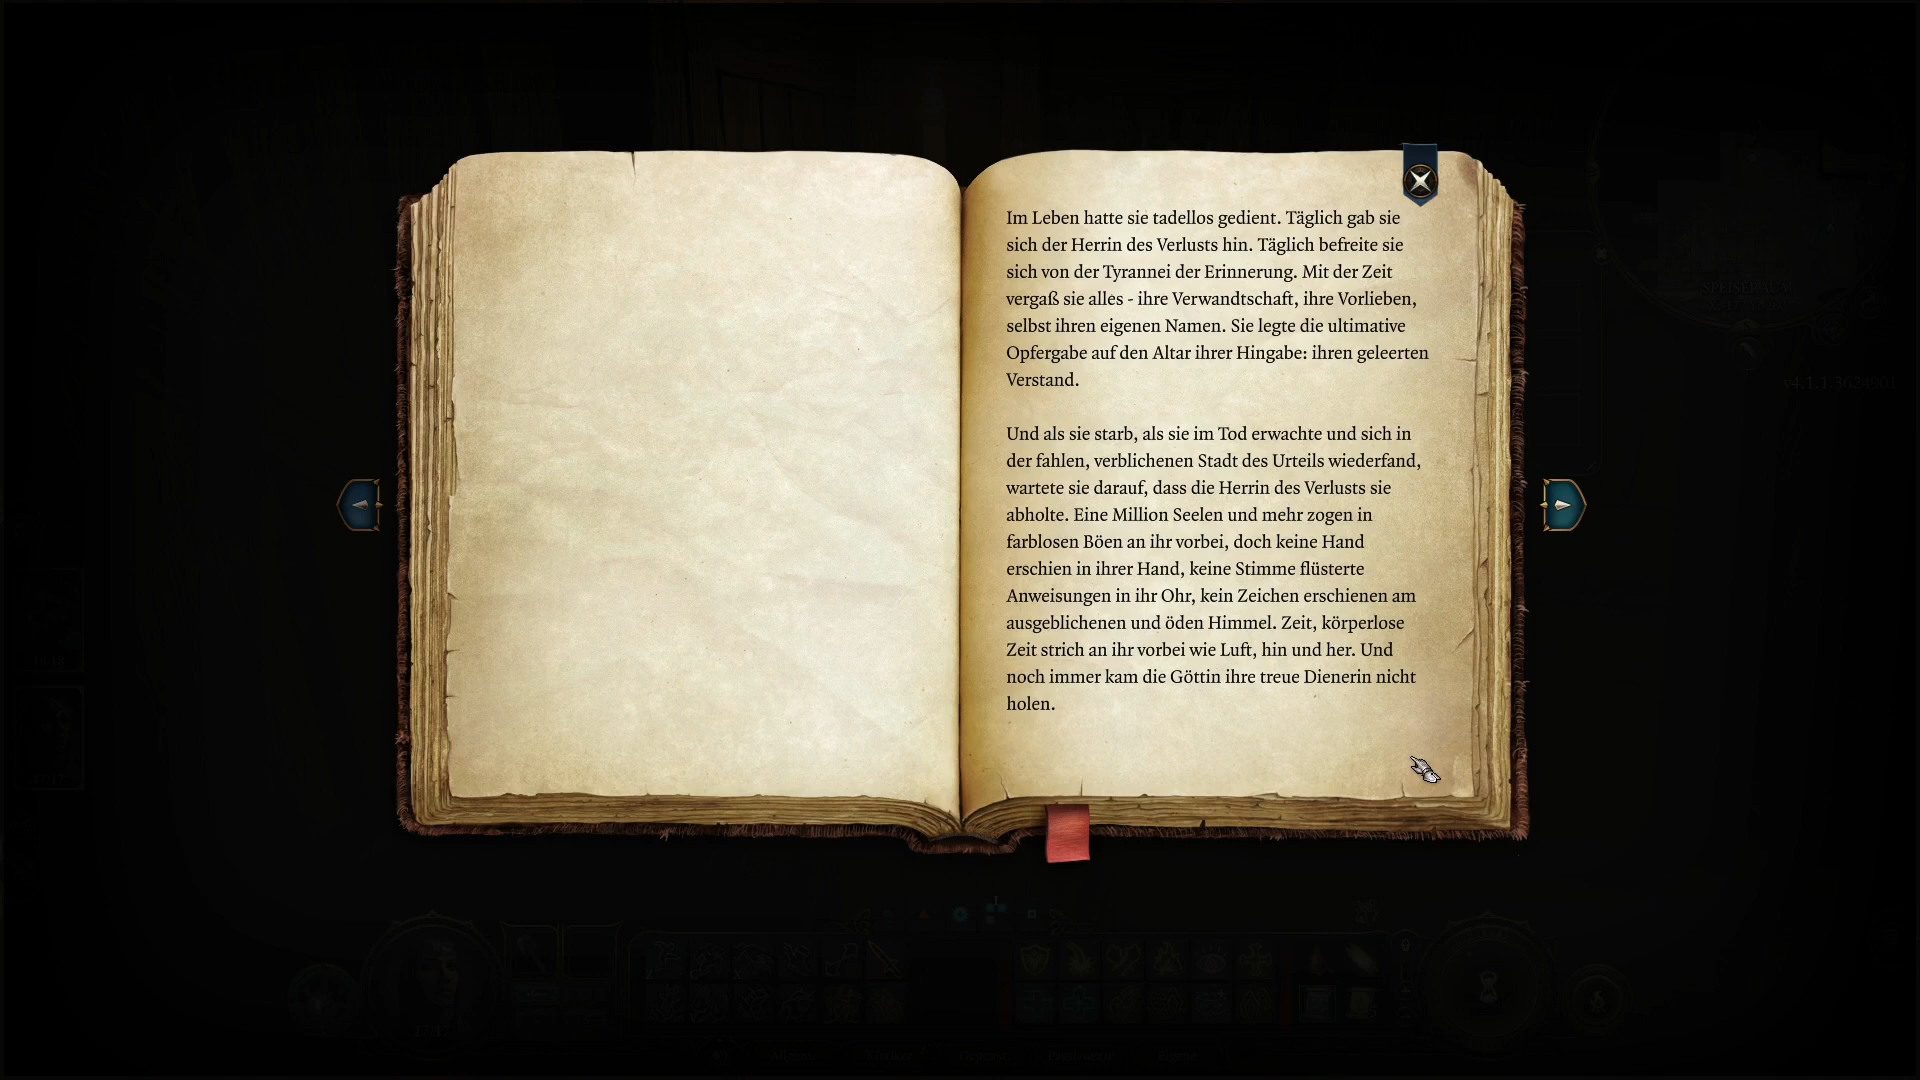 Im Leben hatte sie tadellos gedient. Täglich gab sie
sich der Herrin des Verlusts hin. Täglich befreite sie
sich von der Tyrannei der Erinnerung. Mit der Zeit
vergaß sie alles - ihre Verwandtschaft, ihre Vorlieben,
selbst ihren eigenen Namen. Sie legte die ultimative
Opfergabe auf den Altar ihrer Hingabe: ihren geleerten
Verstand.
Und als sie starb, als sie im Tod erwachte und sich in
der fahlen, verblichenen Stadt des Urteils wiederfand,
wartete sie darauf, dass die Herrin des Verlusts sie
abholte. Eine Million Seelen und mehr zogen in
farblosen Böen an ihr vorbei, doch keine Hand
erschien in ihrer Hand, keine Stimme flüsterte
Anweisungen in ihr Ohr, kein Zeichen erschienen am
ausgeblichenen und öden Himmel. Zeit, körperlose
Zeit strich an ihr vorbei wie Luft, hin und her. Und
noch immer kam die Göttin ihre treue Dienerin nicht
holen.
SPEISERAUM
v4.1.1.3624901
17/17